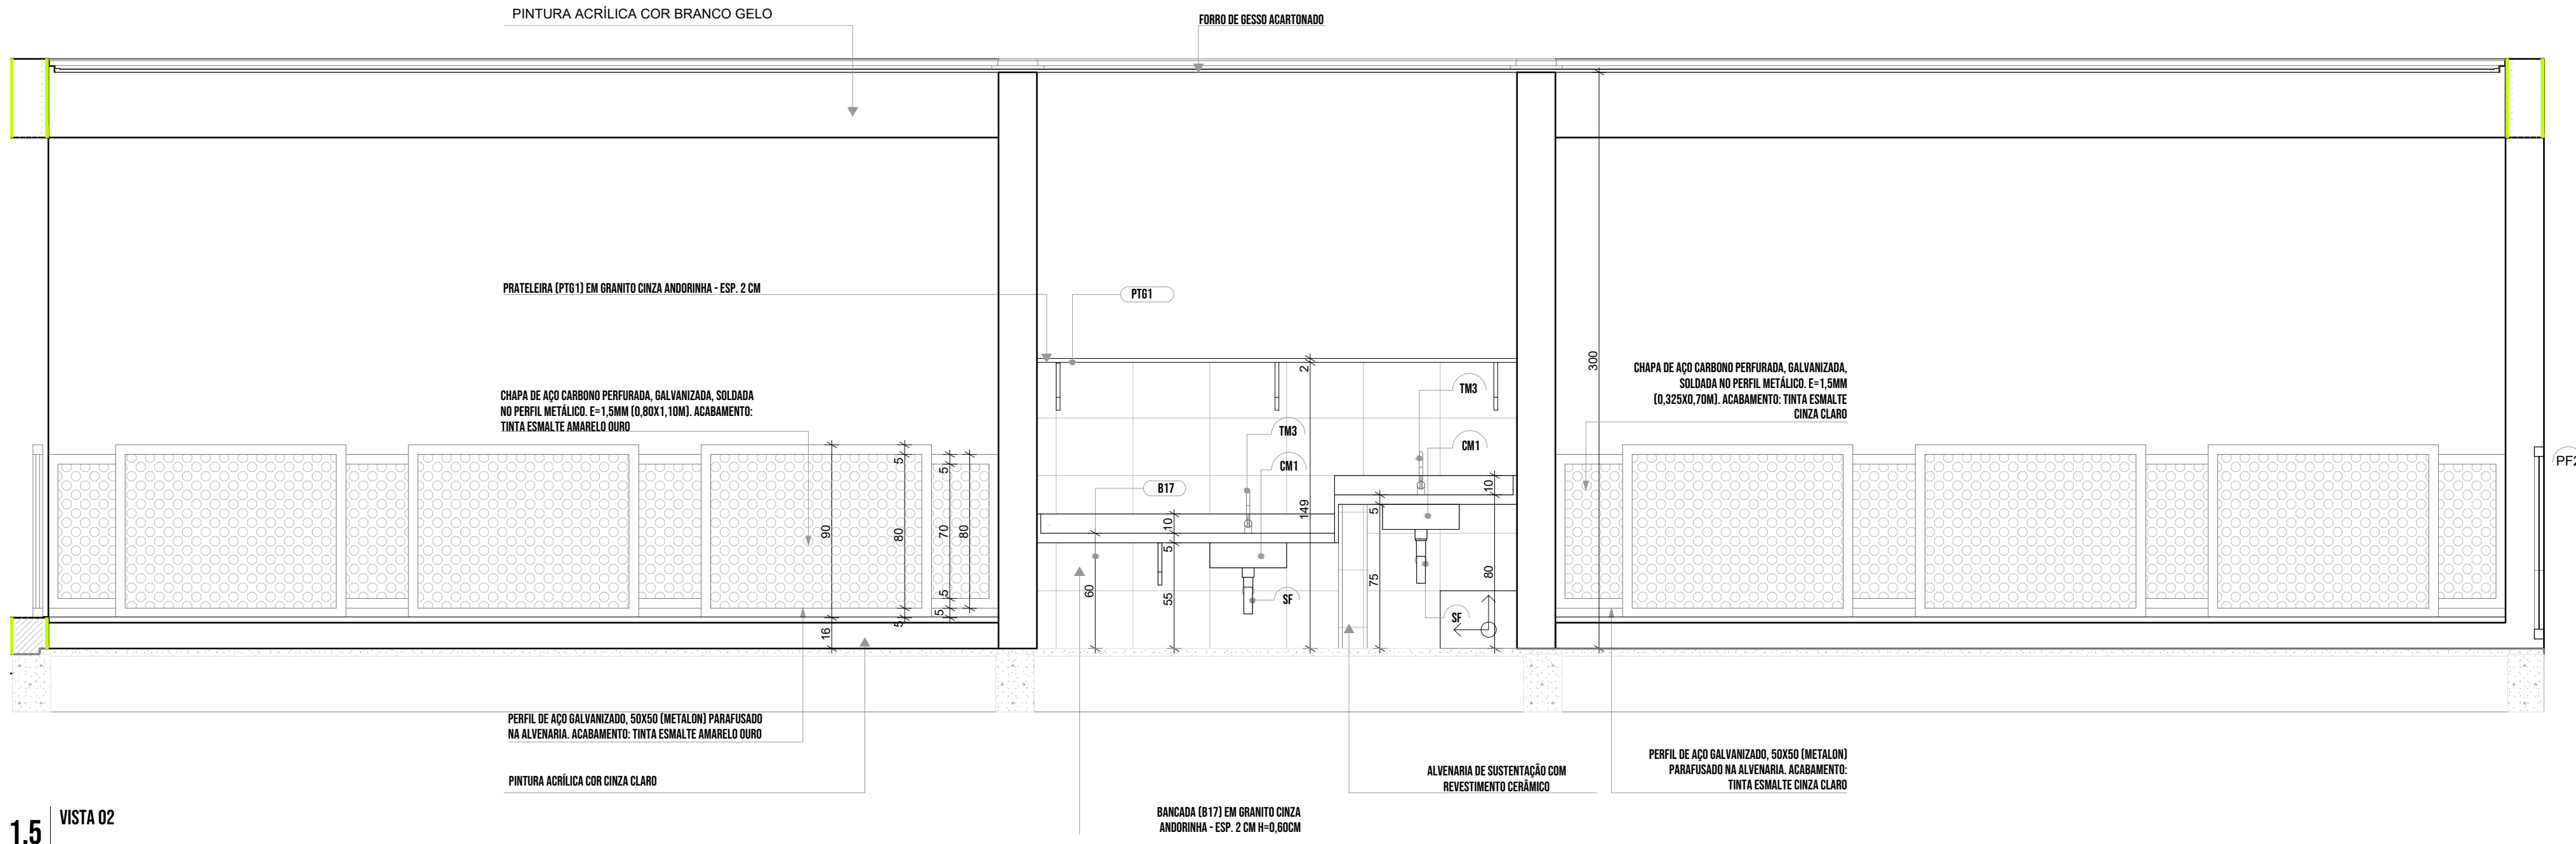 PINTURA ACRÍLICA COR BRANCO GELO
FORRO DE GESSO ACARTONADO
PRATELEIRA (PTG1) EM GRANITO CINZA ANDORINHA - ESP. 2 CM
PTG1
300
2
CHAPA DE AÇO CARBONO PERFURADA, GALVANIZADA,
SOLDADA NO PERFIL METÁLICO. E=1,5MM
(0,325X0,70M). ACABAMENTO: TINTA ESMALTE
CINZA CLARO
CHAPA DE AÇO CARBONO PERFURADA, GALVANIZADA, SOLDADA
NO PERFIL METÁLICO. E=1,5MM (0,80X1,10M). ACABAMENTO:
TINTA ESMALTE AMARELO OURO
TM3
TM3
CM1
CM1
B17
PF2
5
5
90
80
70
80
5
5
5
16
10
5
60
55
149
10
5
75
80
SF
SF
PERFIL DE AÇO GALVANIZADO, 50X50 (METALON) PARAFUSADO
NA ALVENARIA. ACABAMENTO: TINTA ESMALTE AMARELO OURO
PINTURA ACRÍLICA COR CINZA CLARO
ALVENARIA DE SUSTENTAÇÃO COM
REVESTIMENTO CERÂMICO
PERFIL DE AÇO GALVANIZADO, 50X50 (METALON)
PARAFUSADO NA ALVENARIA. ACABAMENTO:
TINTA ESMALTE CINZA CLARO
BANCADA (B17) EM GRANITO CINZA
ANDORINHA - ESP. 2 CM H=0,60CM
1.5
VISTA 02